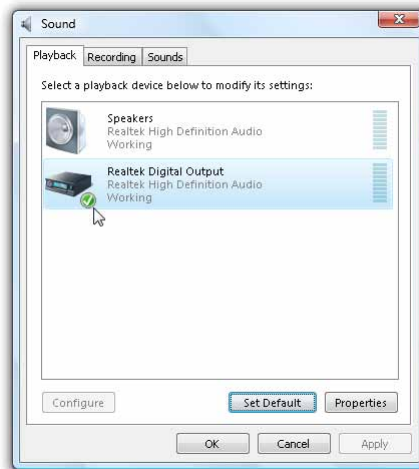 Sound
Playback Recording Sounds
Select a playback device below to modify its settings:
Speakers
Realtek High Definition Audio
Working
Realtek Digital Output
Realtek High Definition Audio
Working
Configure Set Default Properties
OK Cancel Apply